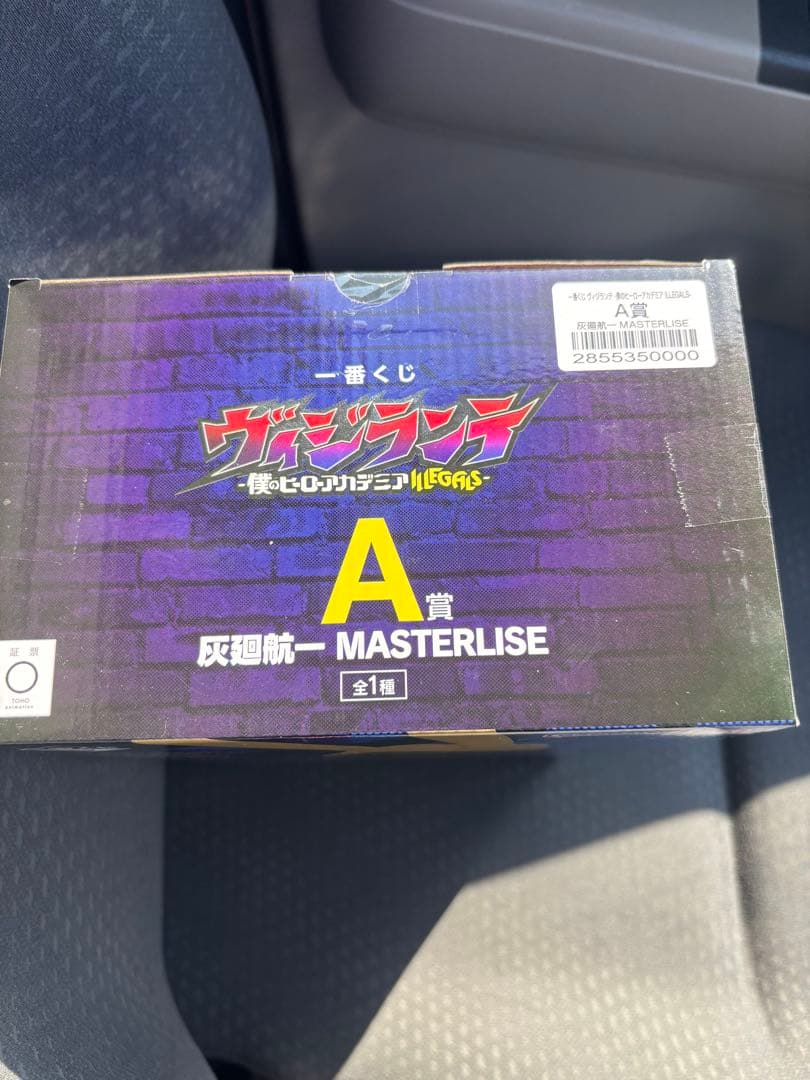 一番くじ ヴィジランテ -僕のヒーローアカデミア ILLEGALS-
A賞
灰廻航一 MASTERLISE
2855350000
一番くじ
ヴィジランテ
-僕のヒーローアカデミア ILLEGALS-
A賞
灰廻航一 MASTERLISE
全1種
証票
TOHO
animation